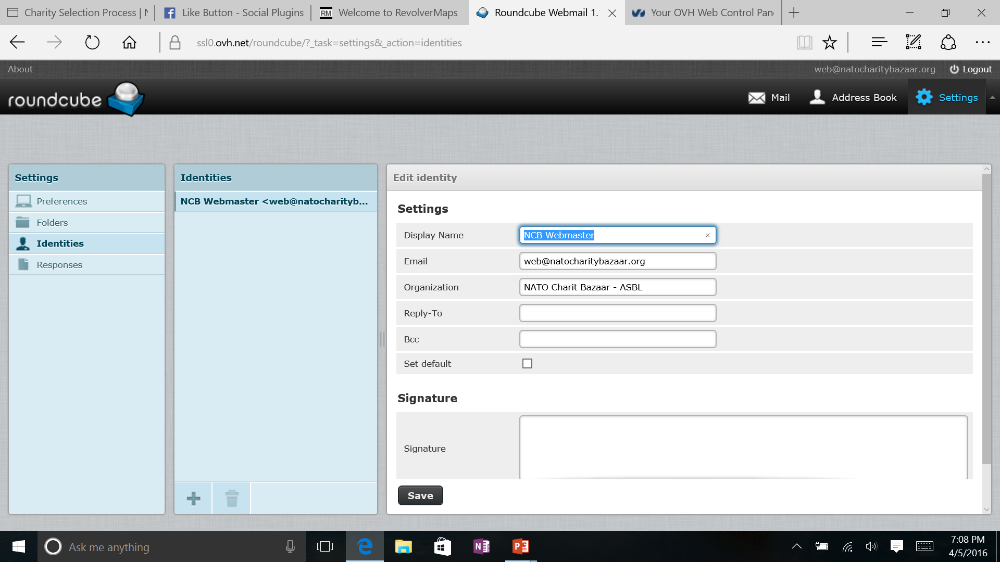 Charity Selection Process | N
Like Button - Social Plugins
RM Welcome to RevolverMaps
Roundcube Webmail 1.
Your OVH Web Control Pan
ssl0.ovh.net/roundcube/?_task=settings&_action=identities
About
web@natocharitybazaar.org
Logout
roundcube
Mail
Address Book
Settings
Settings
Preferences
Folders
Identities
Responses
Identities
NCB Webmaster <web@natocharityb...
Edit identity
Settings
Display Name
NCB Webmaster
Email
web@natocharitybazaar.org
Organization
NATO Charit Bazaar - ASBL
Reply-To
Bcc
Set default
Signature
Signature
Save
Ask me anything
7:08 PM
4/5/2016